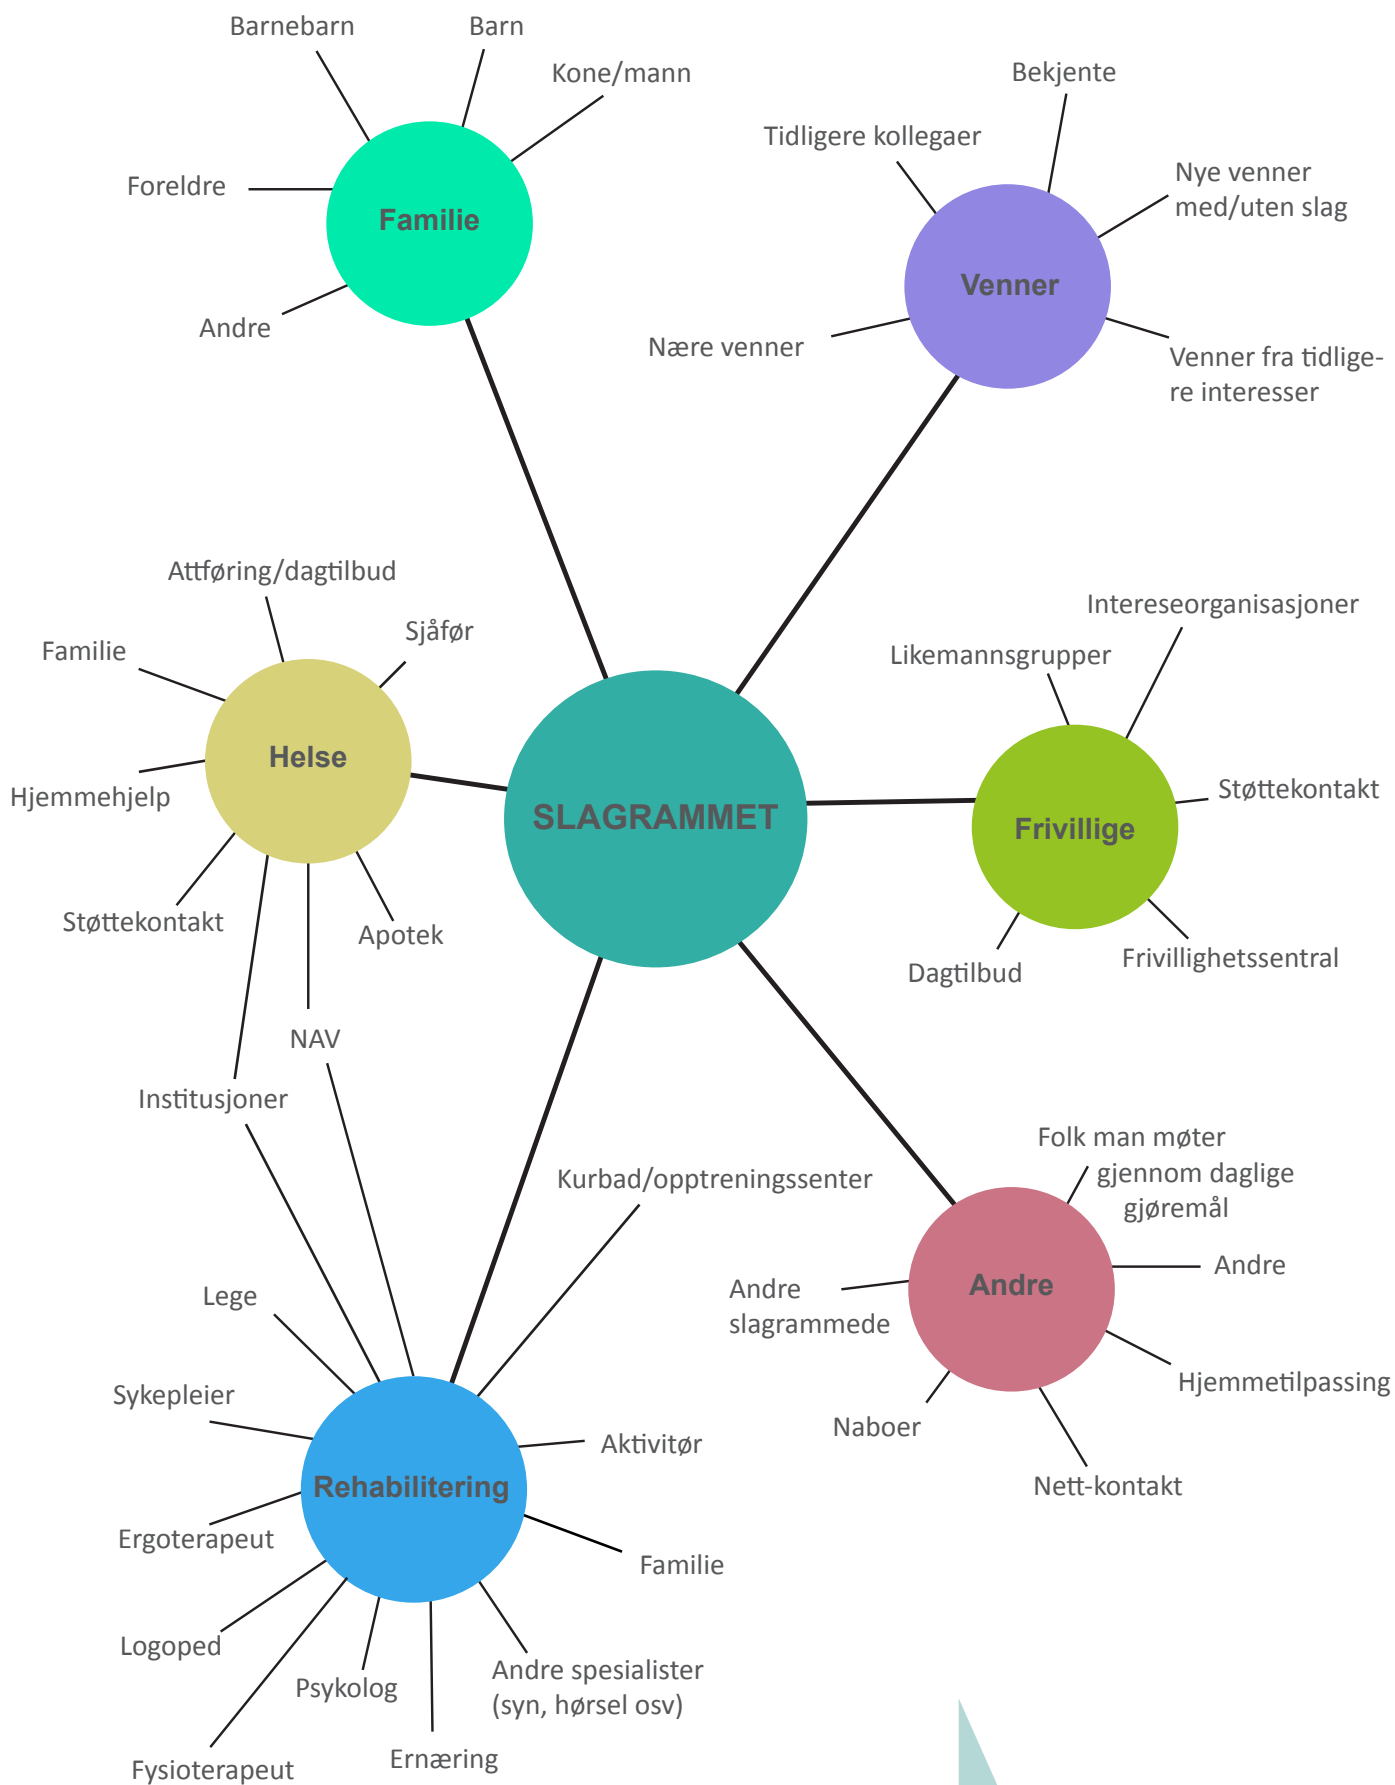 Barnebarn
Barn
Kone/mann
Foreldre
Familie
Andre
Bekjente
Tidligere kollegaer
Nye venner
med/uten slag
Venner
Nære venner
Venner fra tidlige-
re interesser
Attføring/dagtilbud
Sjåfør
Familie
Helse
Hjemmehjelp
Støttekontakt
Apotek
NAV
Institusjoner
SLAGRAMMET
Intereseorganisasjoner
Likemannsgrupper
Støttekontakt
Frivillige
Dagtilbud
Frivillighetssentral
Folk man møter
gjennom daglige
gjøremål
Andre
Andre
Andre
slagrammede
Hjemmetilpassing
Naboer
Nett-kontakt
Kurbad/opptreningssenter
Lege
Sykepleier
Aktivitør
Rehabilitering
Ergoterapeut
Familie
Logoped
Psykolog
Andre spesialister
(syn, hørsel osv)
Fysioterapeut
Ernæring